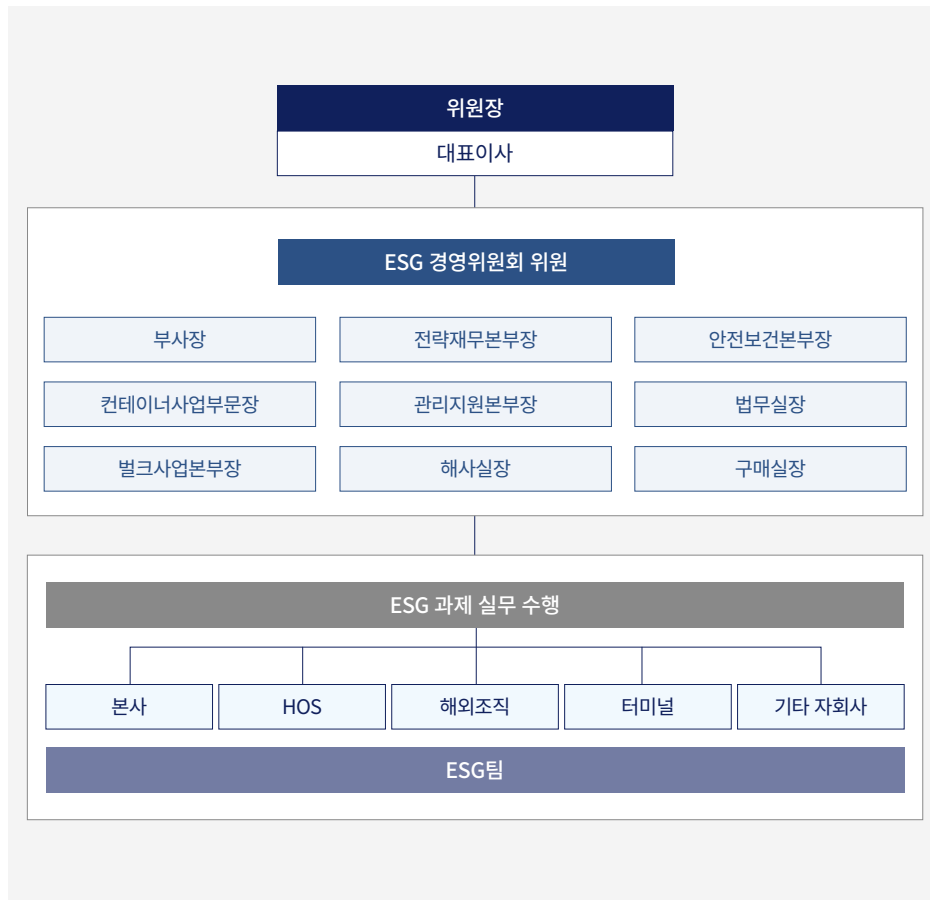 위원장
대표이사
ESG 경영위원회 위원
부사장
전략재무본부장
안전보건본부장
컨테이너사업부문장
관리지원본부장
법무실장
벌크사업본부장
해사실장
구매실장
ESG 과제 실무 수행
본사
HOS
해외조직
터미널
기타 자회사
ESG팀